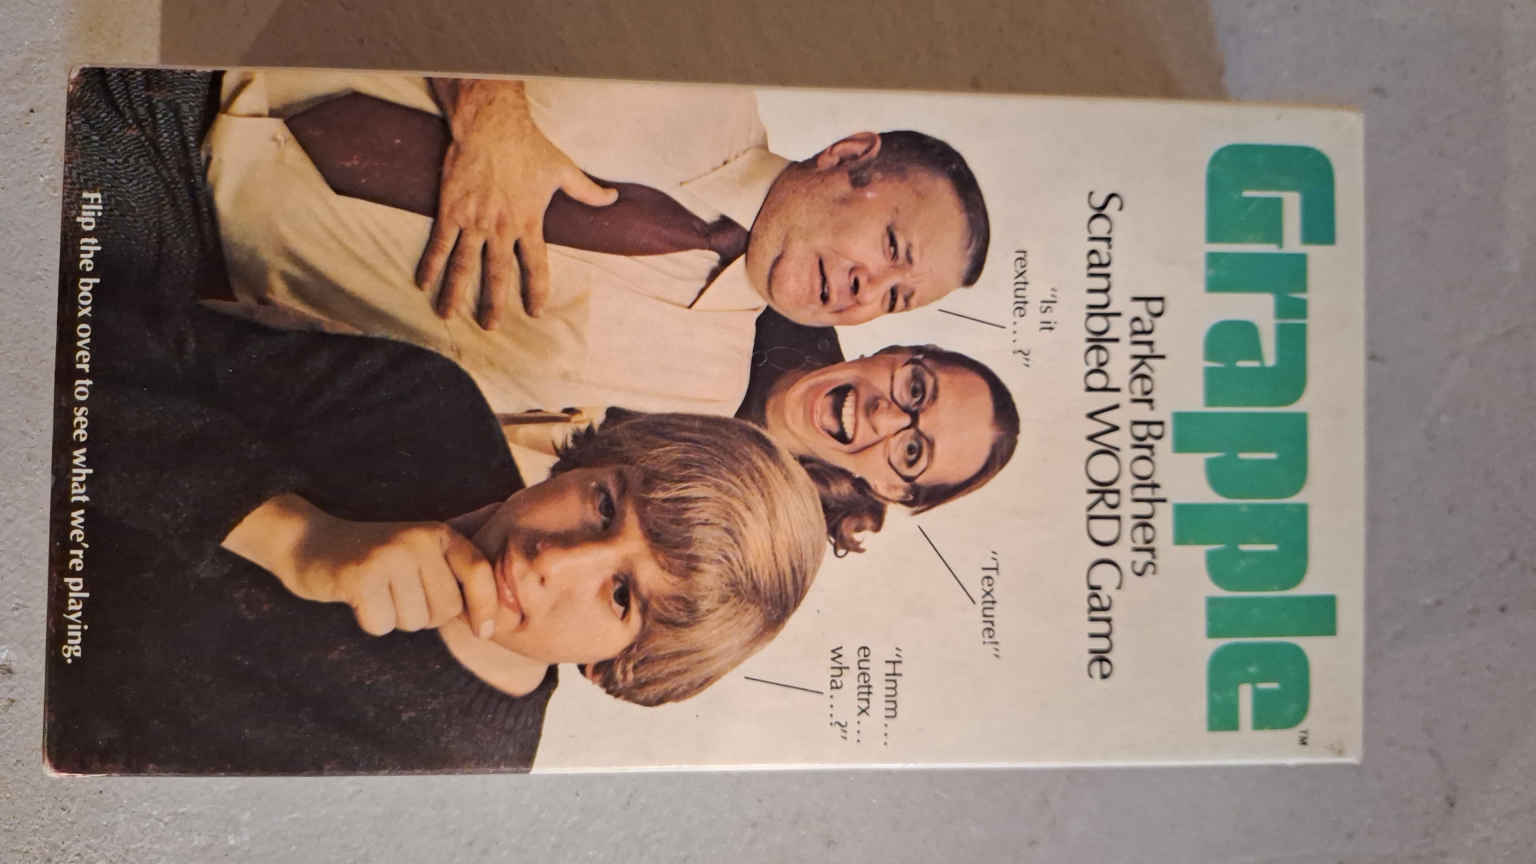 Grapple™
Parker Brothers
Scrambled WORD Game
"Is it
rextute...?"
"Texture!"
"Hmm...
euettrx...
wha...?"
Flip the box over to see what we're playing.